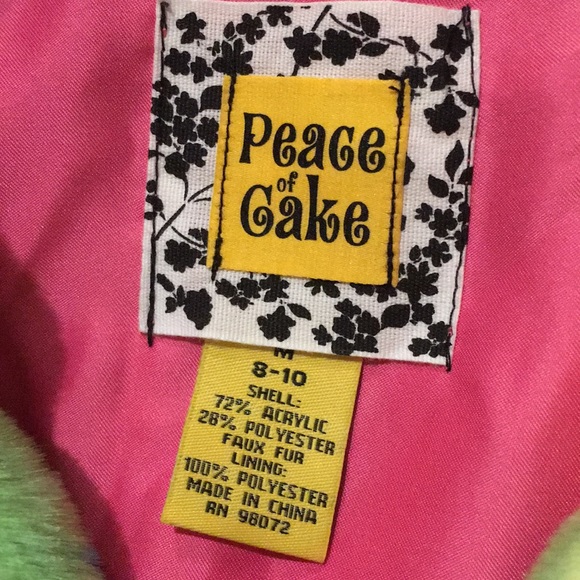 Peace
of
Cake
M
8-10
SHELL:
72% ACRYLIC
28% POLYESTER
FAUX FUR
LINING:
100% POLYESTER
MADE IN CHINA
RN 98072